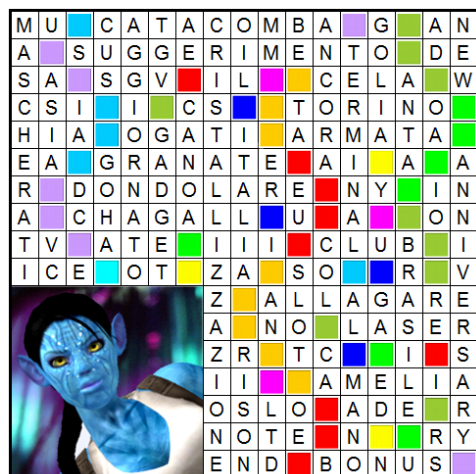 MU CATACOMBA G AN
A SUGGERIMENTO DE
SA SGV IL CELA W
CSI I CS TORINO
HIA OGATI ARMATA
EA GRANATE AI A A
R DONDOLARE NY IN
A CHAGALL U A ON
TV ATE III CLUB I
ICE OT ZA SO R V
Z ALLAGARE
A NO LASER
ZR TC I S
II AMELIA
OSLO ADE R
NOTE N RY
END BONUS